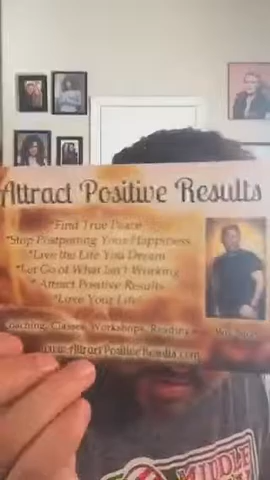 Attract Positive Results
*Find True Peace
*Stop Postponing Your Happiness
*Live the Life You Dream
*Let Go of What Isn't Working
*Attract Positive Results
*Love Your Life!
Coaching, Classes, Workshops, Readings
www.AttractPositiveResults.com
MIDDLE